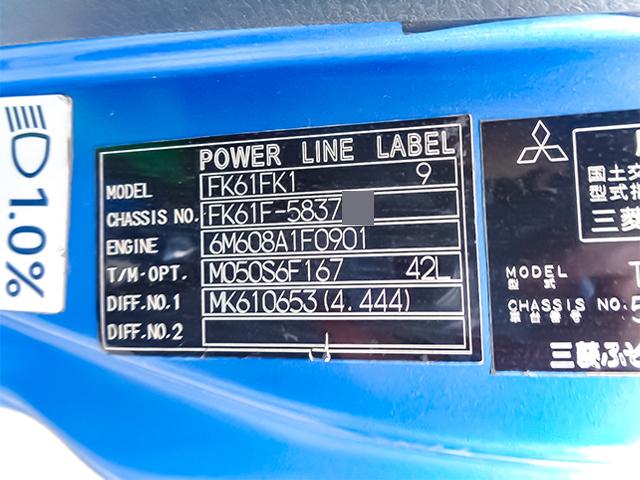 1.0%
POWER LINE LABEL
MODEL FK61FK1 9
CHASSIS NO. FK61F-5837
ENGINE 6M608A1F0901
T/M-OPT. M050S6F167 42L
DIFF.NO.1 MK610653(4.444)
DIFF.NO.2
国土交
型式指
三菱
MODEL
型式
CHASSIS NO.
車台番号
三菱ふそ